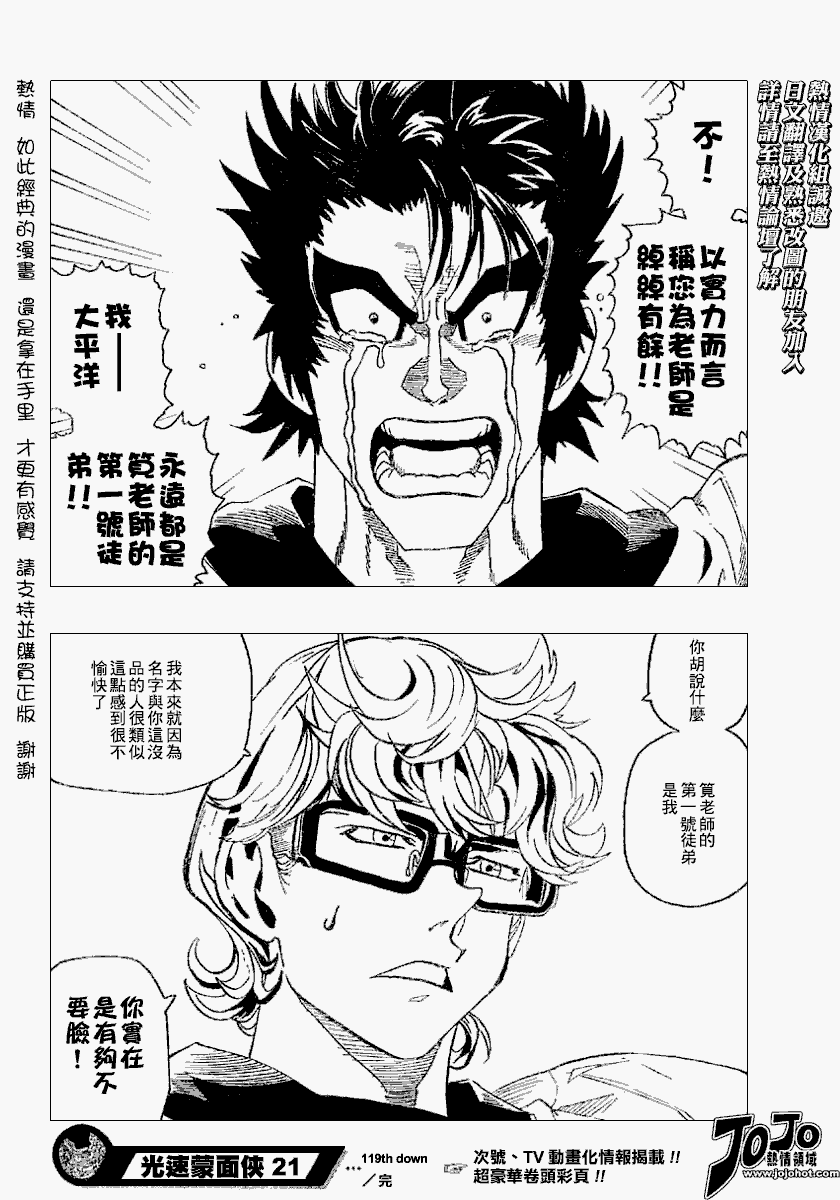 熱情漢化組誠邀
日文翻譯及熟悉改圖的朋友加入
詳情請至熱情論壇了解
不！
以實力而言
稱您為老師是
綽綽有餘!!
我──
太平洋
永遠都是
筧老師的
第一號徒
弟!!
熱情 如此經典的漫畫 還是拿在手里 才更有感覺 請支持並購買正版 謝謝
你胡說什麼
筧老師的
第一號徒弟
是我
我本來就因為
名字與你這沒
品的人很類似
這點感到很不
愉快了
你實在
是有夠不
要臉！
光速蒙面俠 21
… 119th down
／完
☞ 次號、TV 動畫化情報揭載 !!
超豪華卷頭彩頁 !!
JOJO
熱情領域
www.jojohot.com